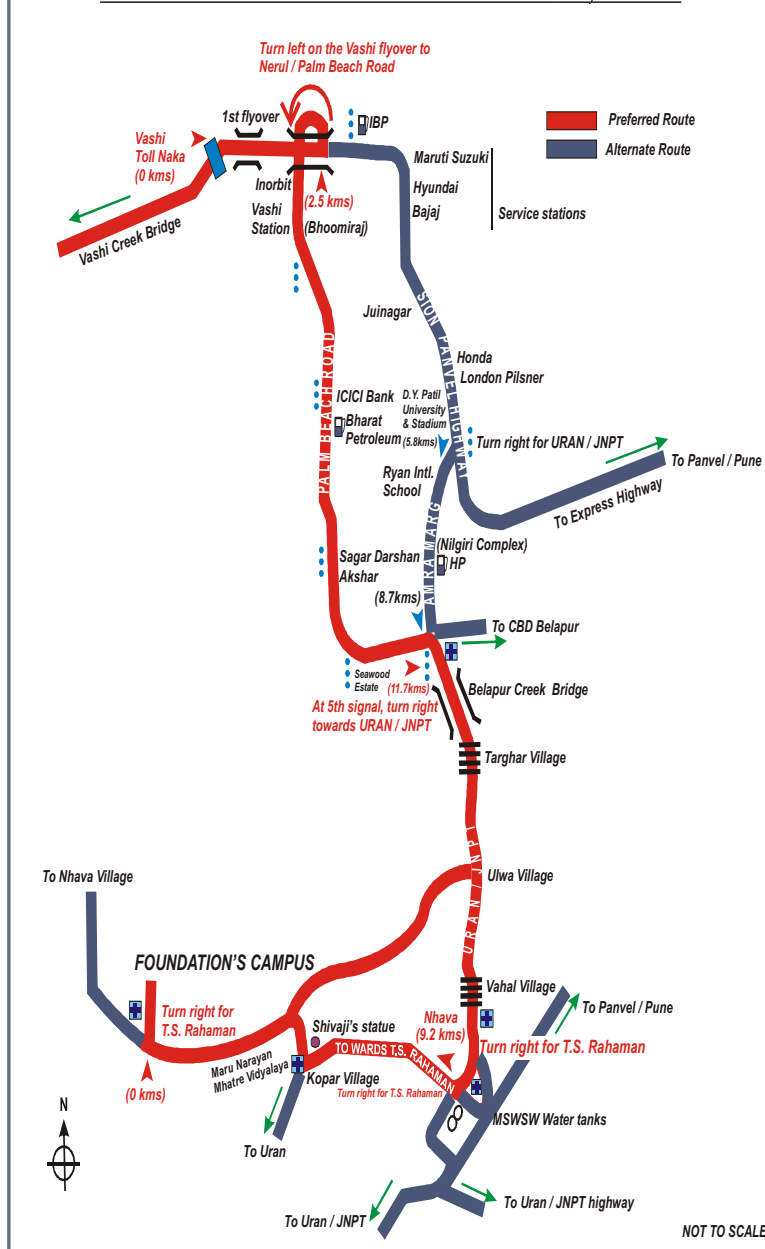 Turn left on the Vashi flyover to
Nerul / Palm Beach Road
1st flyover
IBP
Vashi
Toll Naka
(0 kms)
Preferred Route
Alternate Route
Maruti Suzuki
Hyundai
Bajaj
Service stations
Inorbit
(2.5 kms)
Vashi
Station
(Bhoomiraj)
Vashi Creek Bridge
Juinagar
SION PANVEL HIGHWAY
Honda
London Pilsner
PALM BEACH ROAD
ICICI Bank
Bharat
Petroleum
D.Y. Patil
University
& Stadium
(5.8kms)
Turn right for URAN / JNPT
To Panvel / Pune
To Express Highway
Ryan Intl.
School
AMRA MARG
(Nilgiri Complex)
HP
Sagar Darshan
Akshar
(8.7kms)
To CBD Belapur
Seawood
Estate
(11.7kms)
Belapur Creek Bridge
At 5th signal, turn right
towards URAN / JNPT
Targhar Village
URAN / JNPT
Ulwa Village
To Nhava Village
FOUNDATION'S CAMPUS
Vahal Village
To Panvel / Pune
Turn right for
T.S. Rahaman
Shivaji's statue
Nhava
(9.2 kms)
Turn right for T.S. Rahaman
TO WARDS T.S. RAHAMAN
Maru Narayan
Mhatre Vidyalaya
Kopar Village
Turn right for T.S. Rahaman
(0 kms)
MSWSW Water tanks
N
To Uran
To Uran / JNPT highway
To Uran / JNPT
NOT TO SCALE